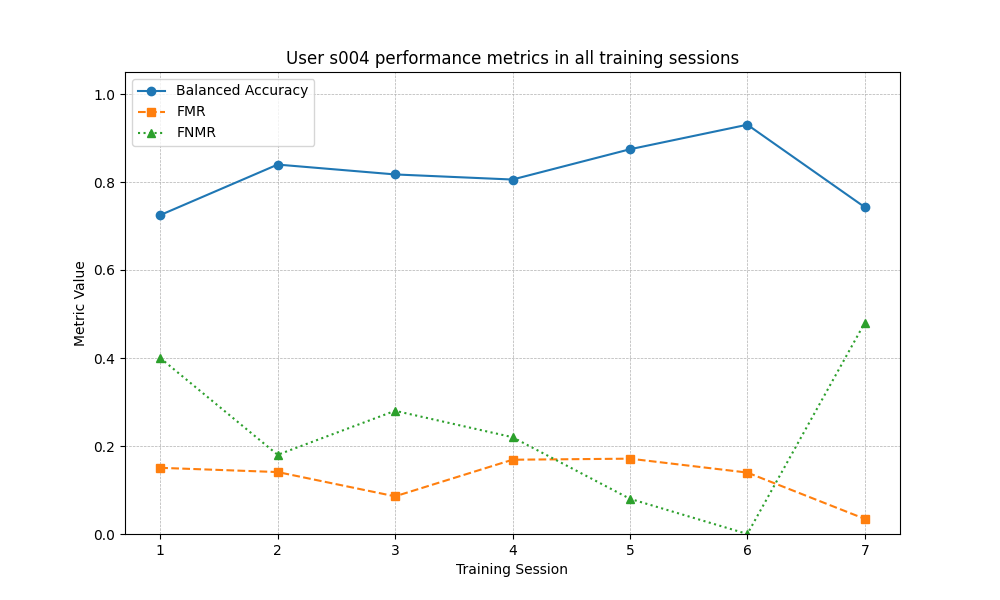 User s004 performance metrics in all training sessions
Balanced Accuracy
FMR
FNMR
1.0
0.8
0.6
0.4
0.2
0.0
Metric Value
1 2 3 4 5 6 7
Training Session